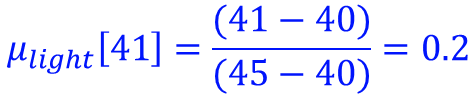 μ_light[41] = (41 − 40) / (45 − 40) = 0.2